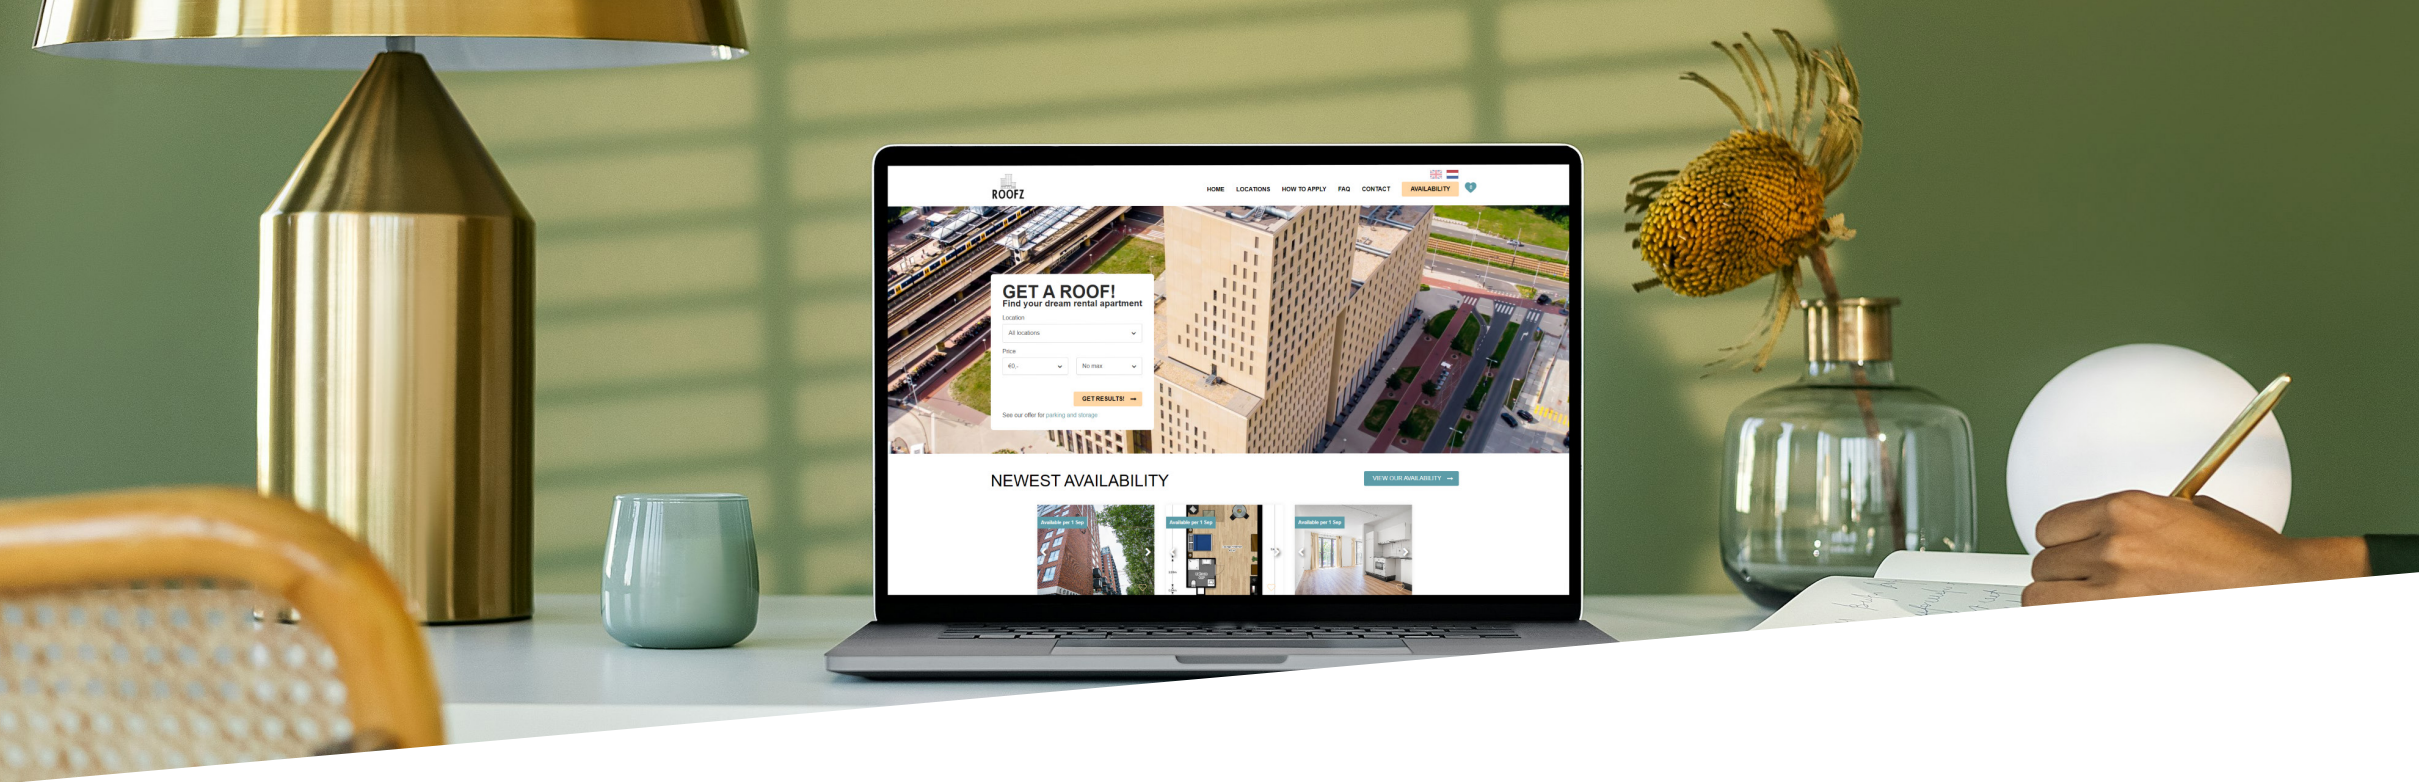 ROOFZ
HOME LOCATIONS HOW TO APPLY FAQ CONTACT AVAILABILITY
GET A ROOF!
Find your dream rental apartment
Location
All locations
Price
€0,- No max
GET RESULTS!
See our offer for parking and storage
NEWEST AVAILABILITY
VIEW OUR AVAILABILITY
Available per 1 Sep
Available per 1 Sep
Available per 1 Sep